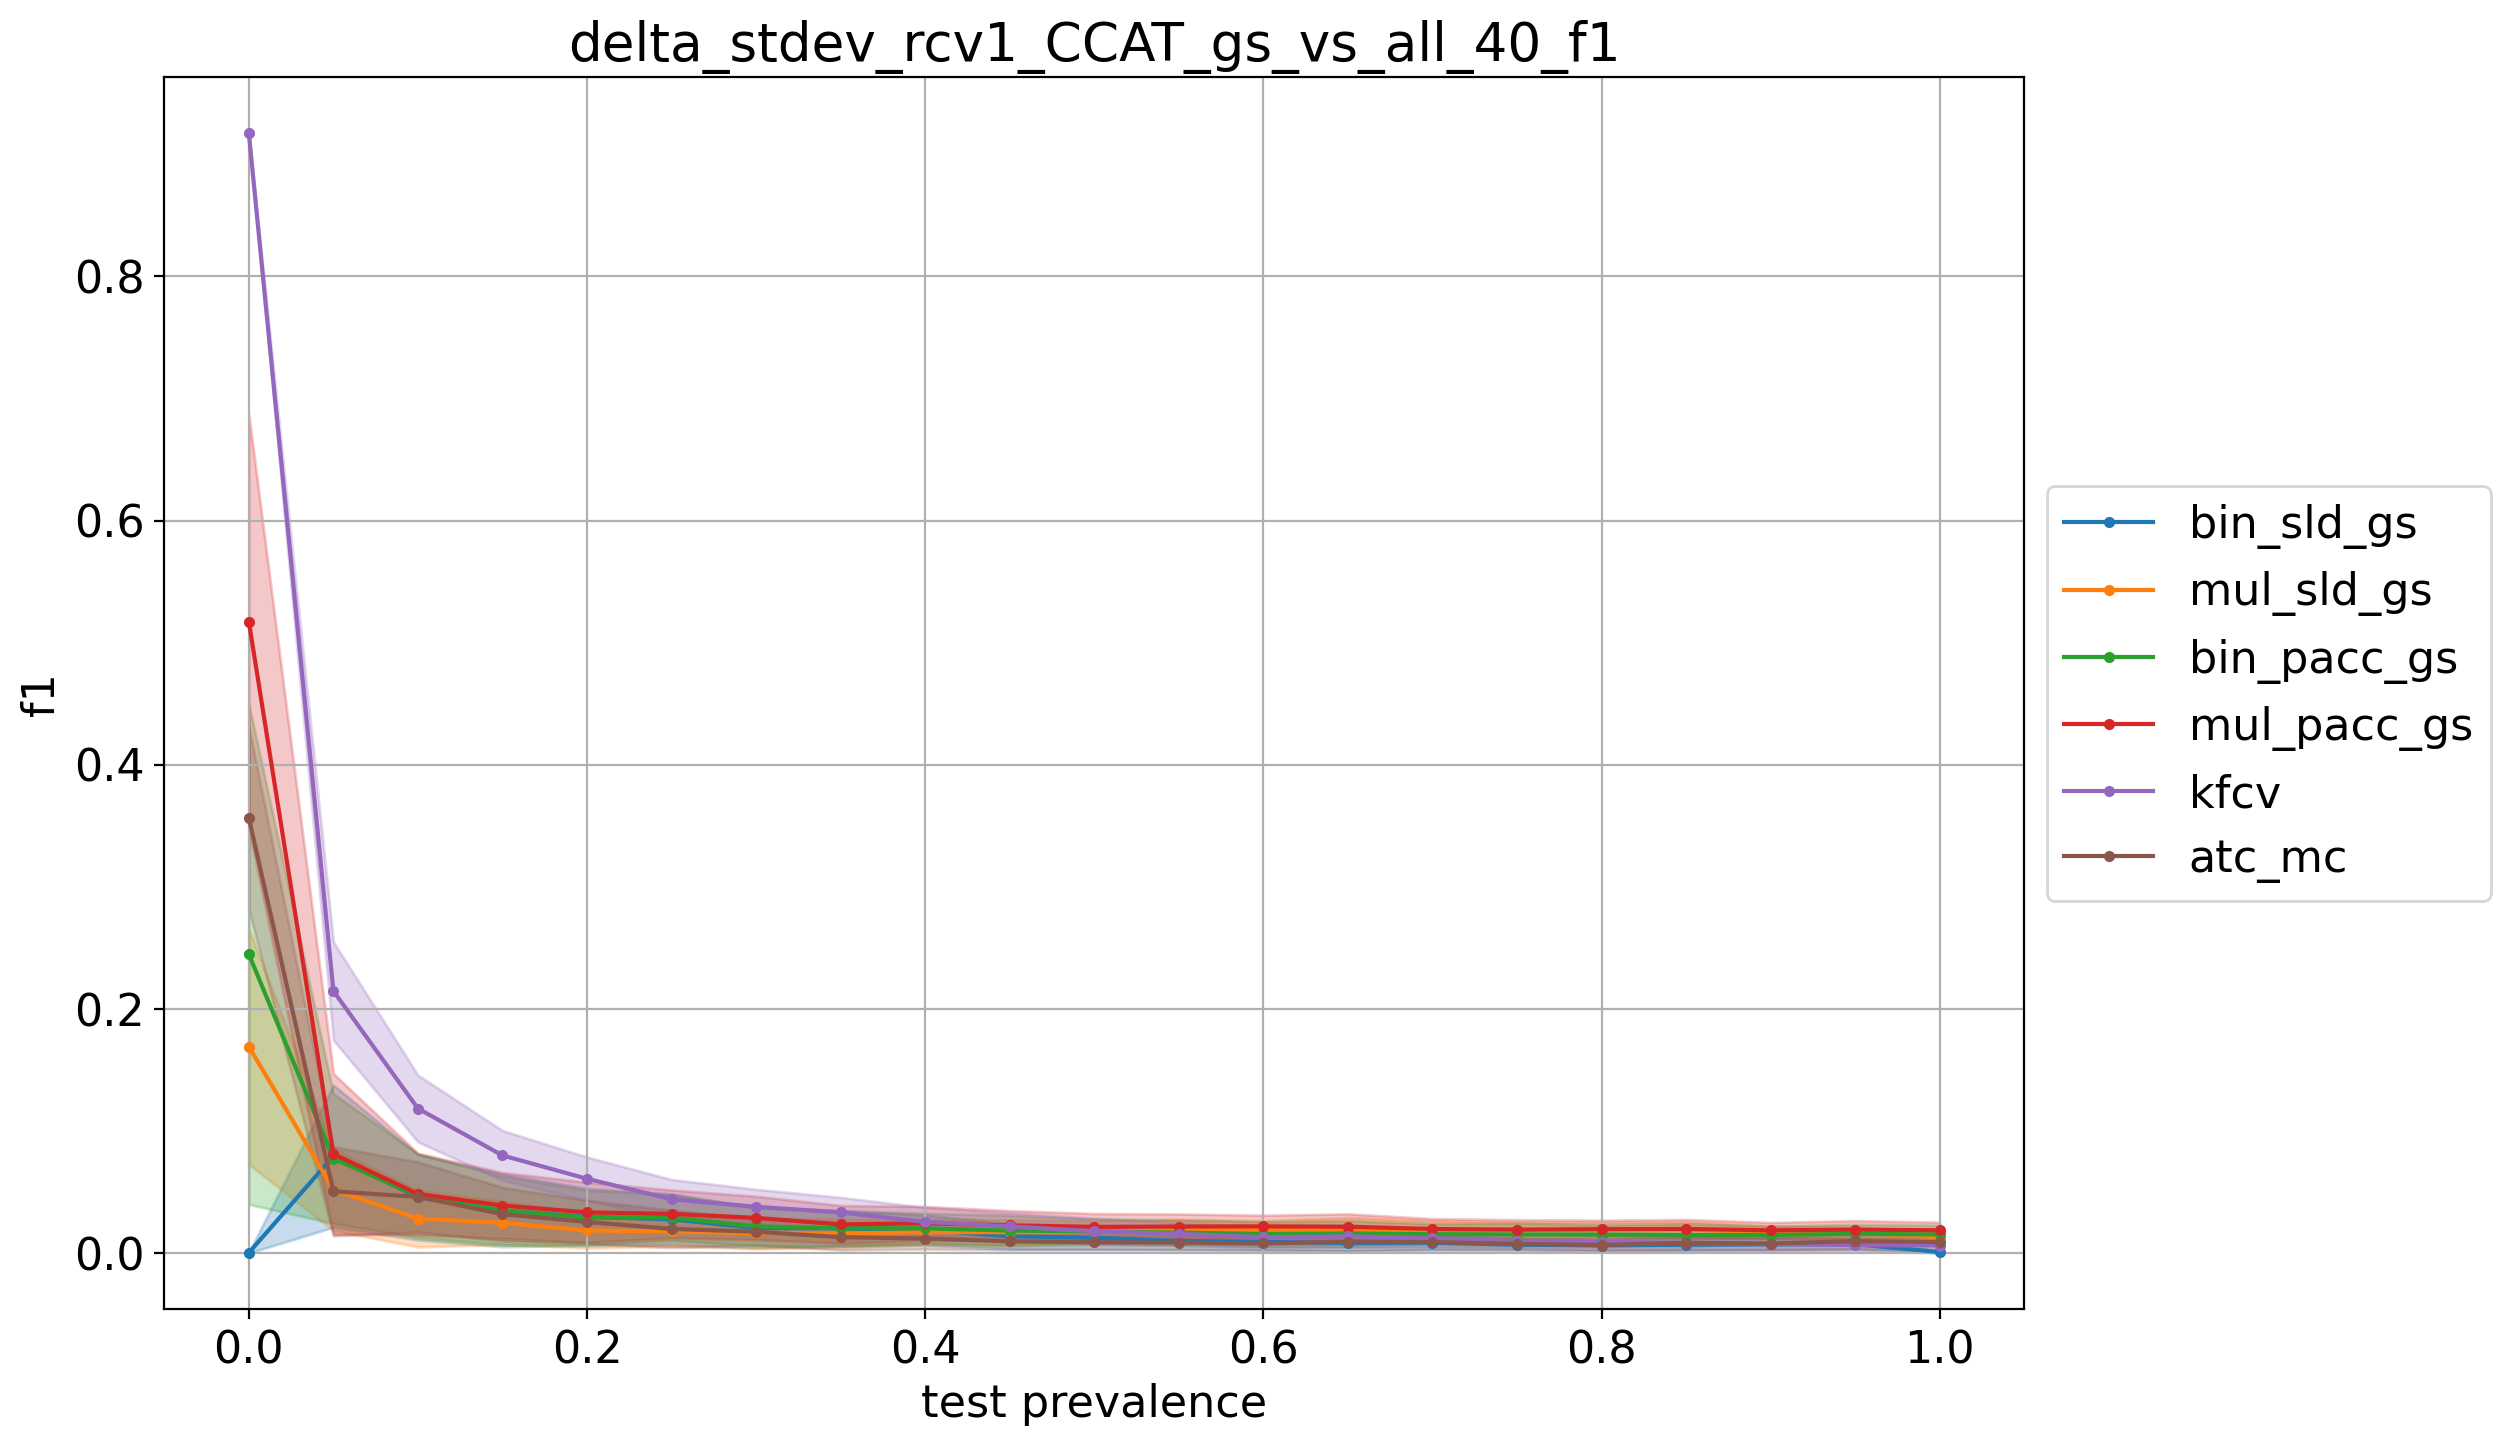 delta_stdev_rcv1_CCAT_gs_vs_all_40_f1
f1
0.8
0.6
0.4
0.2
0.0
0.0 0.2 0.4 0.6 0.8 1.0
test prevalence
bin_sld_gs
mul_sld_gs
bin_pacc_gs
mul_pacc_gs
kfcv
atc_mc